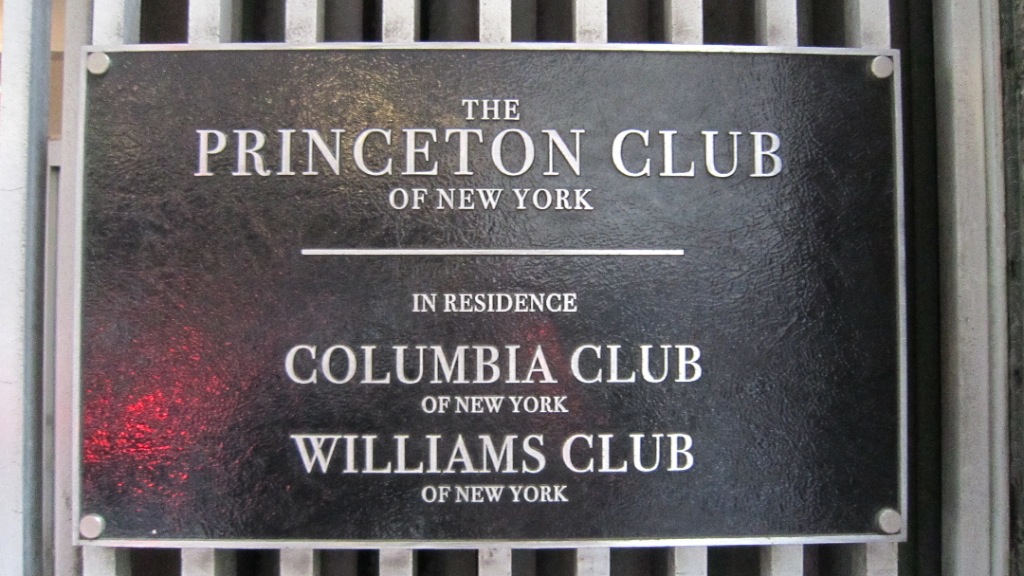 THE
PRINCETON CLUB
OF NEW YORK
IN RESIDENCE
COLUMBIA CLUB
OF NEW YORK
WILLIAMS CLUB
OF NEW YORK